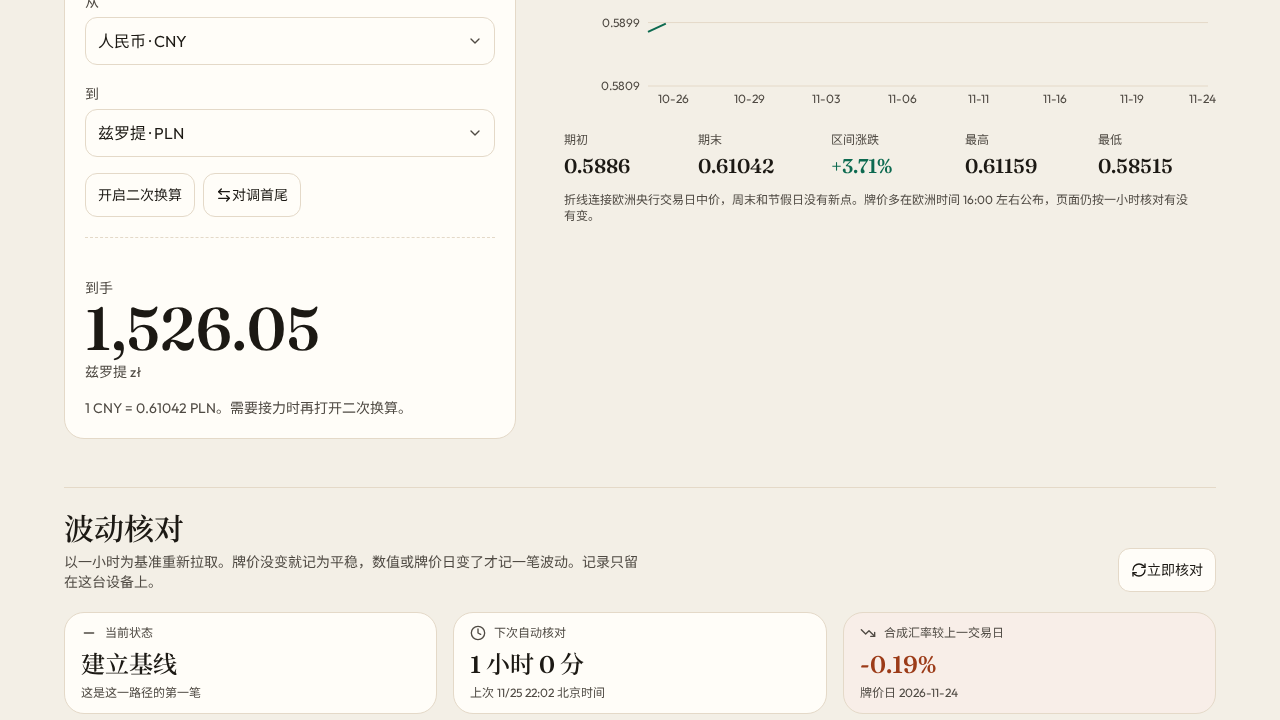 从
人民币 · CNY
到
兹罗提 · PLN
开启二次换算
对调首尾
到手
1,526.05
兹罗提 zł
1 CNY = 0.61042 PLN。需要接力时再打开二次换算。
0.5899
0.5809
10-26
10-29
11-03
11-06
11-11
11-16
11-19
11-24
期初
0.5886
期末
0.61042
区间涨跌
+3.71%
最高
0.61159
最低
0.58515
折线连接欧洲央行交易日中价，周末和节假日没有新点。牌价多在欧洲时间 16:00 左右公布，页面仍按一小时核对有没
有变。
波动核对
以一小时为基准重新拉取。牌价没变就记为平稳，数值或牌价日变了才记一笔波动。记录只留
在这台设备上。
立即核对
当前状态
建立基线
这是这一路径的第一笔
下次自动核对
1 小时 0 分
上次 11/25 22:02 北京时间
合成汇率较上一交易日
-0.19%
牌价日 2026-11-24